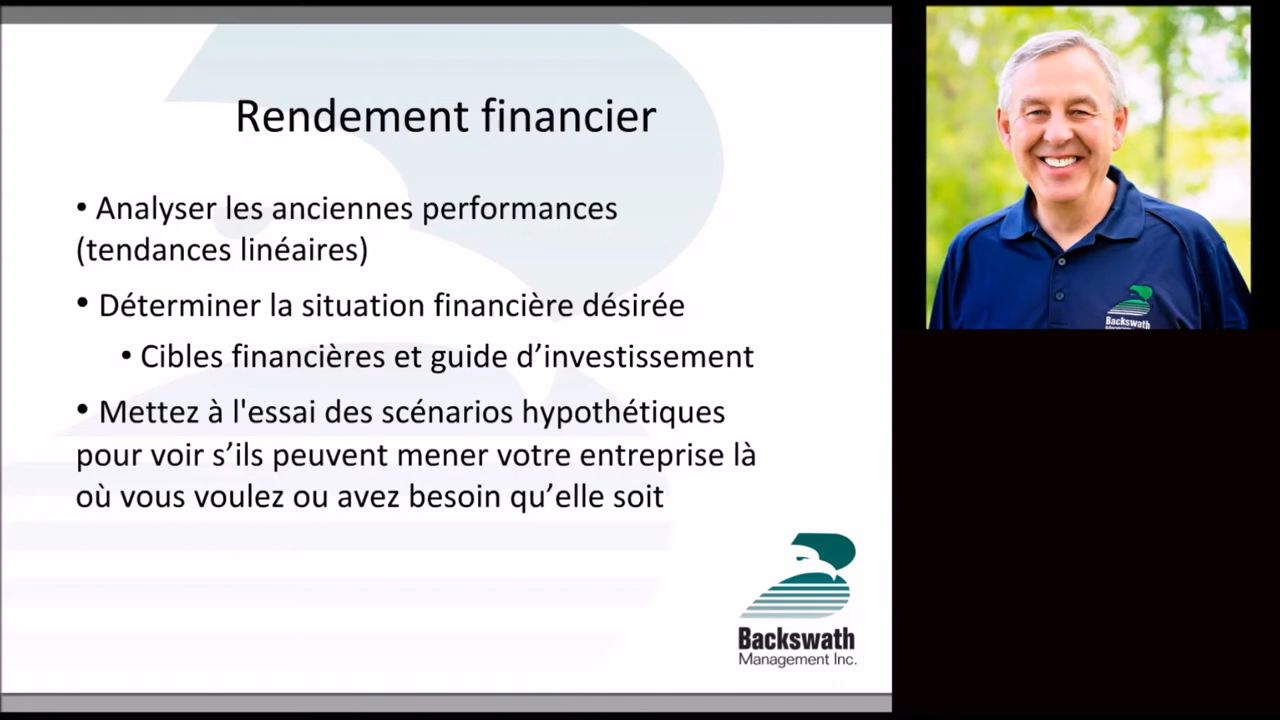 Rendement financier
• Analyser les anciennes performances
(tendances linéaires)
• Déterminer la situation financière désirée
• Cibles financières et guide d’investissement
• Mettez à l'essai des scénarios hypothétiques
pour voir s’ils peuvent mener votre entreprise là
où vous voulez ou avez besoin qu’elle soit
Backswath
Management Inc.
Backswath